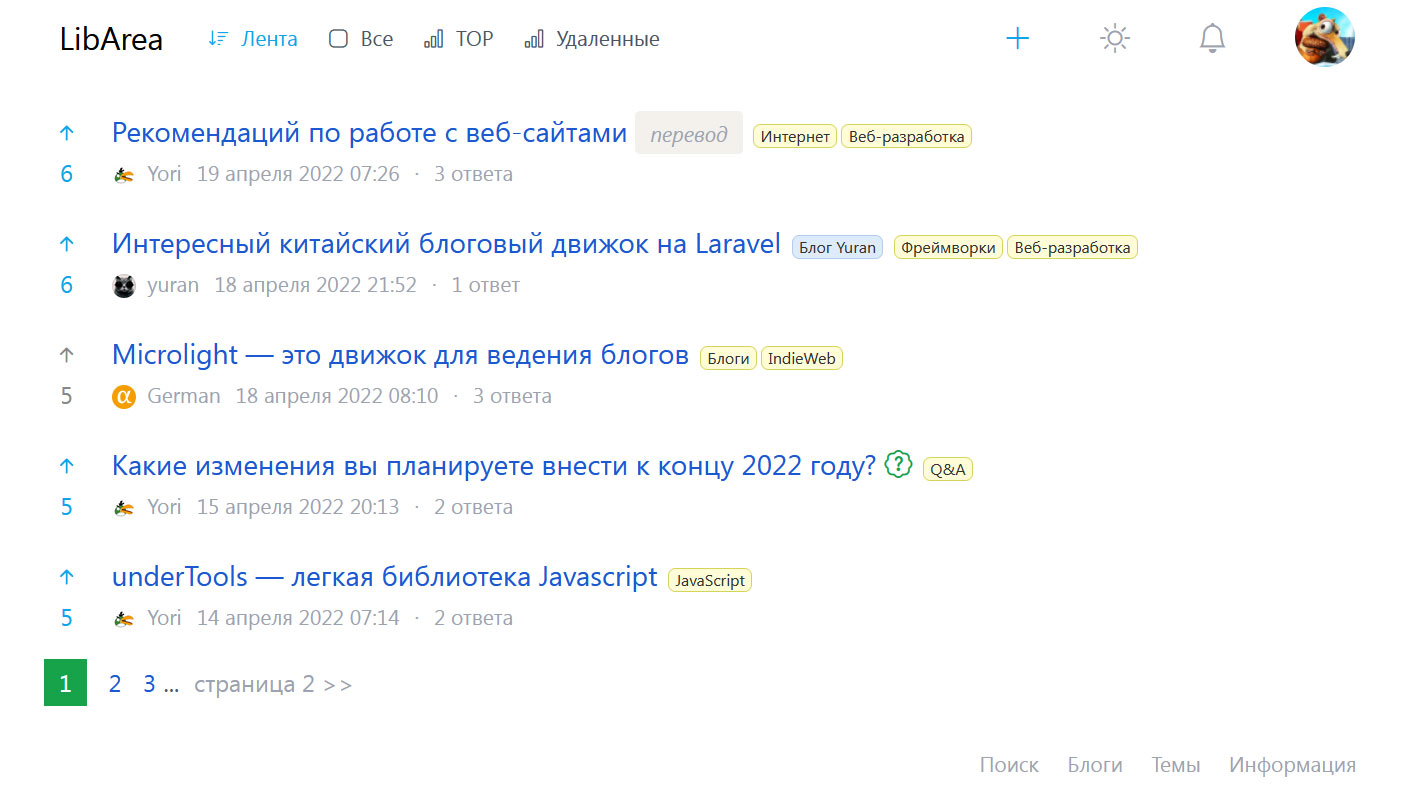 LibArea Лента Все TOP Удаленные
Рекомендаций по работе с веб-сайтами перевод Интернет Веб-разработка
6 Yori 19 апреля 2022 07:26 · 3 ответа
Интересный китайский блоговый движок на Laravel Блог Yuran Фреймворки Веб-разработка
6 yuran 18 апреля 2022 21:52 · 1 ответ
Microlight — это движок для ведения блогов Блоги IndieWeb
5 α German 18 апреля 2022 08:10 · 3 ответа
Какие изменения вы планируете внести к концу 2022 году? ? Q&A
5 Yori 15 апреля 2022 20:13 · 2 ответа
underTools — легкая библиотека Javascript JavaScript
5 Yori 14 апреля 2022 07:14 · 2 ответа
1 2 3 ... страница 2 >>
Поиск Блоги Темы Информация